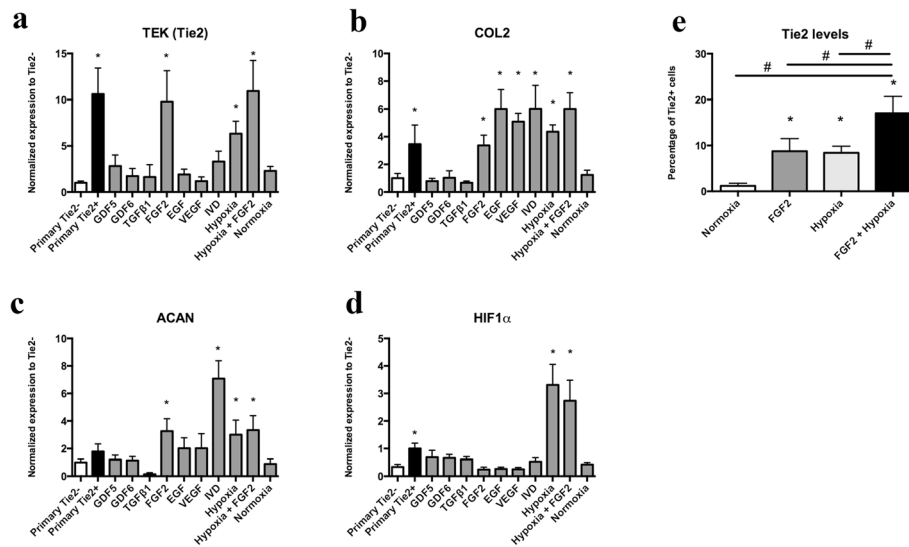 a
TEK (Tie2)
Normalized expression to Tie2-
15
10
5
0
*
*
*
*
Primary Tie2-
Primary Tie2+
GDF5
GDF6
TGFβ1
FGF2
EGF
VEGF
IVD
Hypoxia
Hypoxia + FGF2
Normoxia
b
COL2
Normalized expression to Tie2-
10
8
6
4
2
0
*
*
*
*
*
*
*
Primary Tie2-
Primary Tie2+
GDF5
GDF6
TGFβ1
FGF2
EGF
VEGF
IVD
Hypoxia
Hypoxia + FGF2
Normoxia
e
Tie2 levels
Percentage of Tie2+ cells
30
20
10
0
#
#
#
*
*
*
Normoxia
FGF2
Hypoxia
FGF2 + Hypoxia
c
ACAN
Normalized expression to Tie2-
10
8
6
4
2
0
*
*
*
*
Primary Tie2-
Primary Tie2+
GDF5
GDF6
TGFβ1
FGF2
EGF
VEGF
IVD
Hypoxia
Hypoxia + FGF2
Normoxia
d
HIF1α
Normalized expression to Tie2-
5
4
3
2
1
0
*
*
*
Primary Tie2-
Primary Tie2+
GDF5
GDF6
TGFβ1
FGF2
EGF
VEGF
IVD
Hypoxia
Hypoxia + FGF2
Normoxia